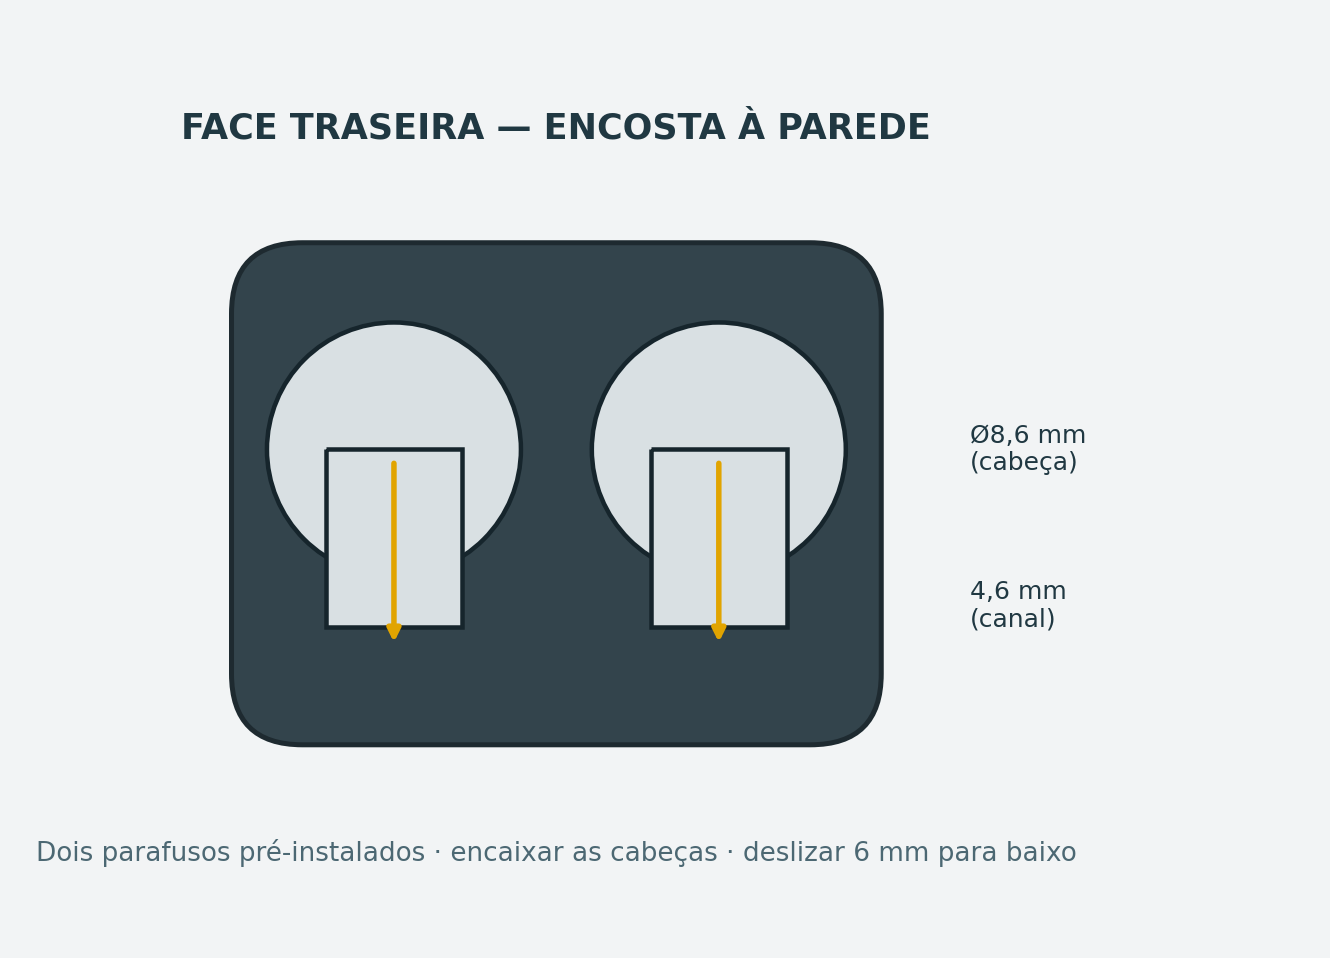 FACE TRASEIRA — ENCOSTA À PAREDE
Ø8,6 mm
(cabeça)
4,6 mm
(canal)
Dois parafusos pré-instalados · encaixar as cabeças · deslizar 6 mm para baixo